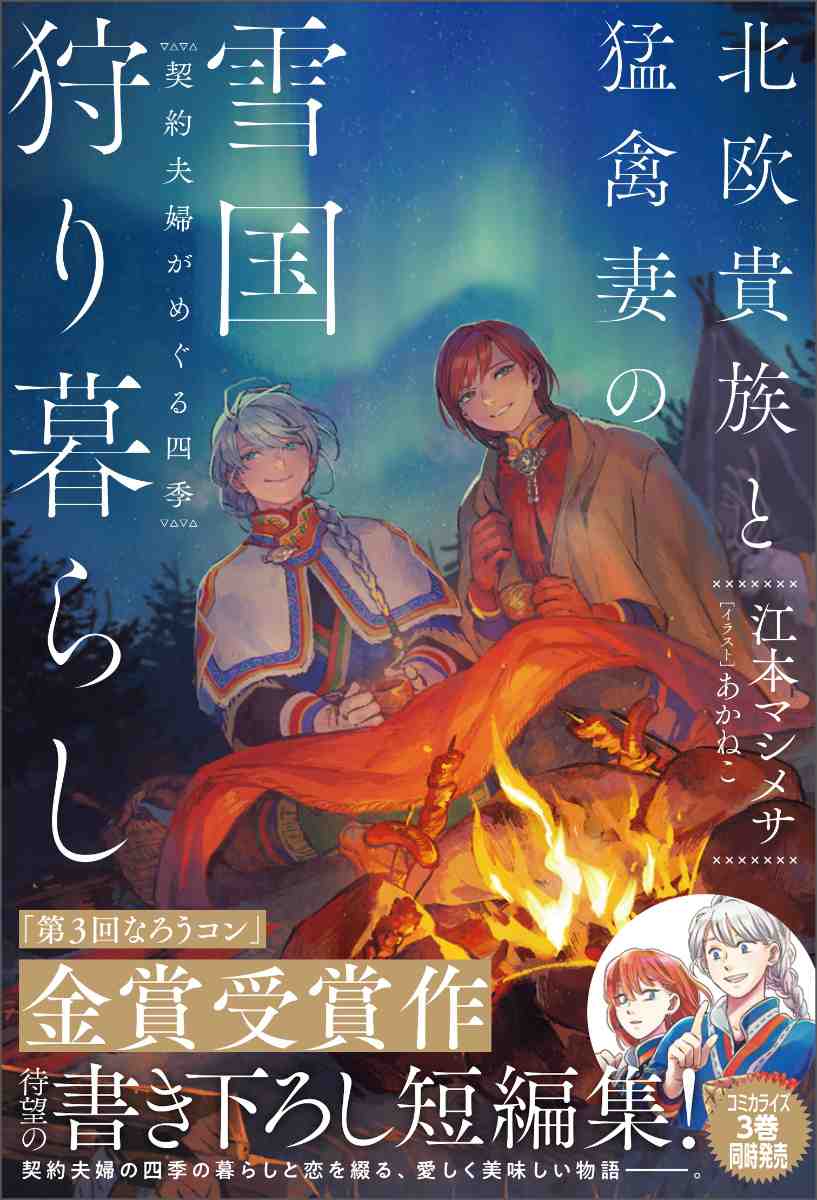 北欧貴族と
猛禽妻の
雪国
狩り暮らし
契約夫婦がめぐる四季
江本マシメサ
[イラスト]あかねこ
「第3回なろうコン」
金賞受賞作
待望の書き下ろし短編集!
契約夫婦の四季の暮らしと恋を綴る、愛しく美味しい物語———。
コミカライズ
3巻
同時発売